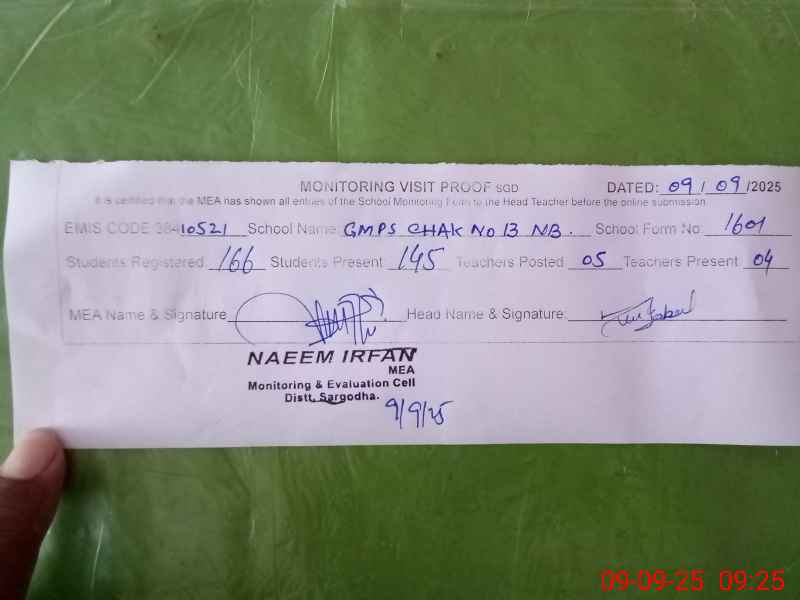 MONITORING VISIT PROOF SGD DATED: 09/09/2025
It is certified that the MEA has shown all entries of the School Monitoring Form to the Head Teacher before the online submission
EMIS CODE 38410521 School Name GMPS CHAK No 13 NB. School Form No: 1601
Students Registered 166 Students Present 145 Teachers Posted 05 Teachers Present 04
MEA Name & Signature Head Name & Signature:
NAEEM IRFAN
MEA
Monitoring & Evaluation Cell
Distt. Sargodha.
9/9/25
09-09-25 09:25